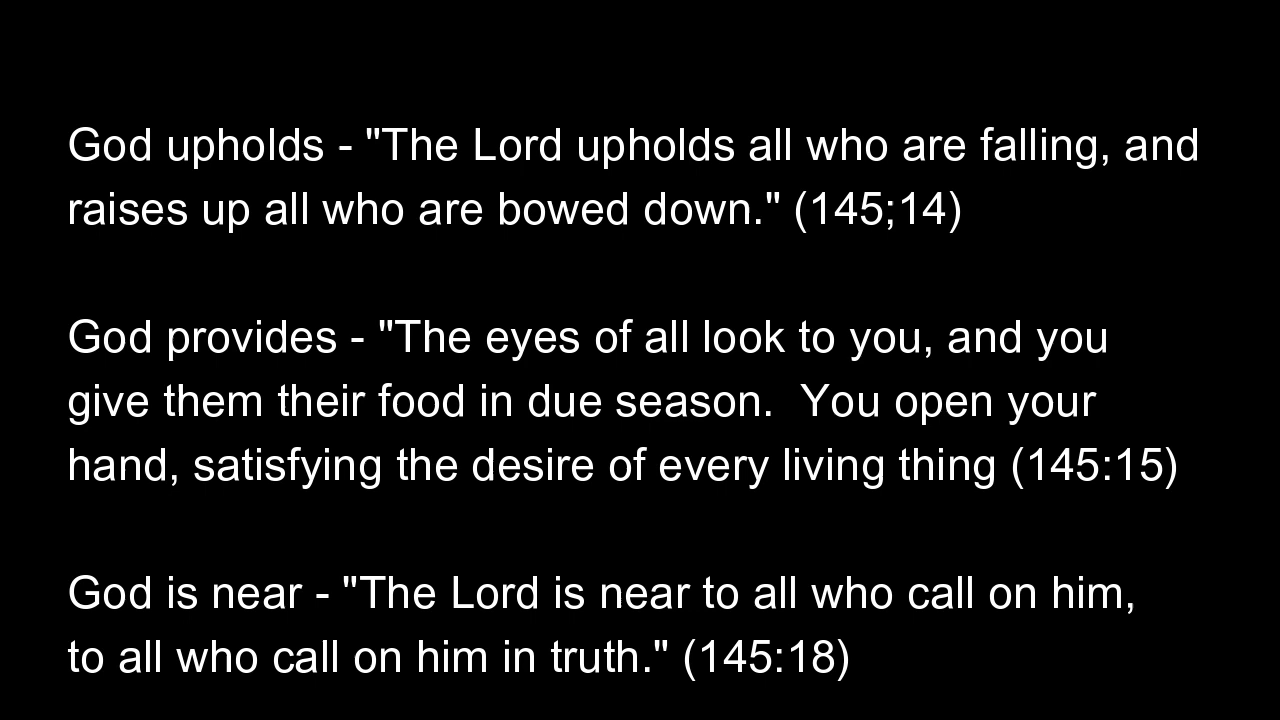 God upholds - "The Lord upholds all who are falling, and
raises up all who are bowed down." (145;14)
God provides - "The eyes of all look to you, and you
give them their food in due season.  You open your
hand, satisfying the desire of every living thing (145:15)
God is near - "The Lord is near to all who call on him,
to all who call on him in truth." (145:18)